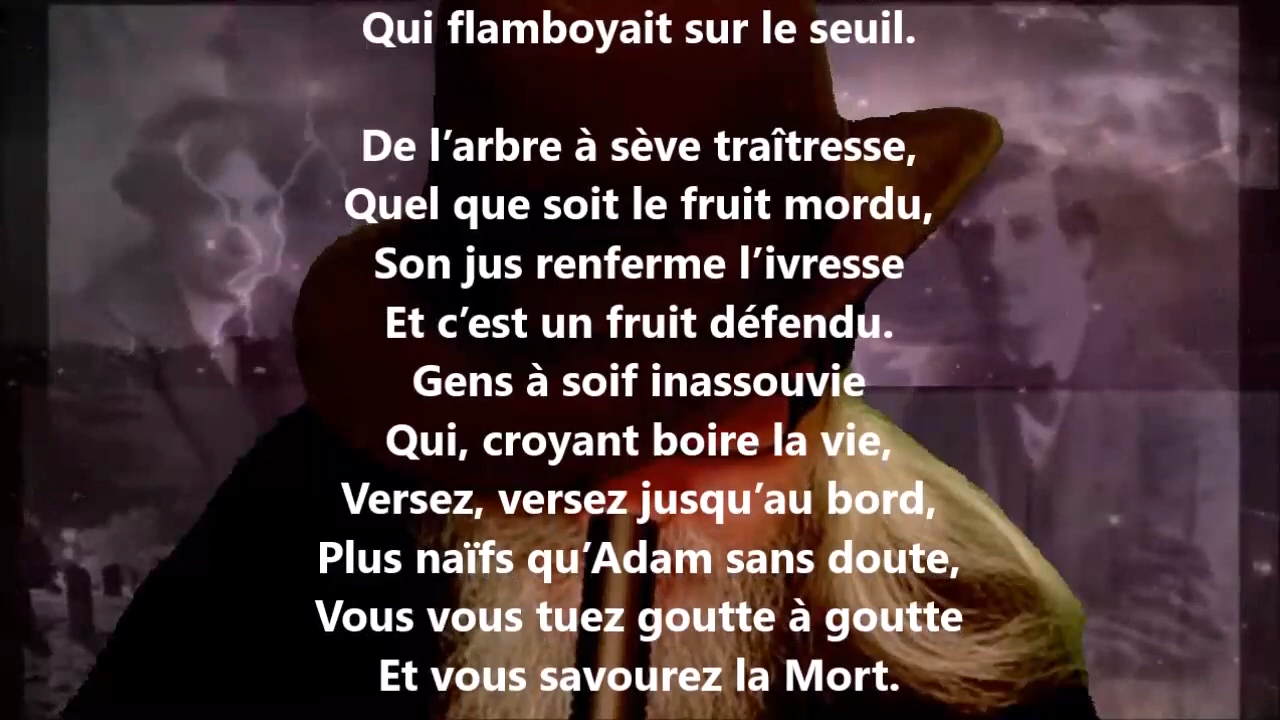 Qui flamboyait sur le seuil.
De l’arbre à sève traîtresse,
Quel que soit le fruit mordu,
Son jus renferme l’ivresse
Et c’est un fruit défendu.
Gens à soif inassouvie
Qui, croyant boire la vie,
Versez, versez jusqu’au bord,
Plus naïfs qu’Adam sans doute,
Vous vous tuez goutte à goutte
Et vous savourez la Mort.